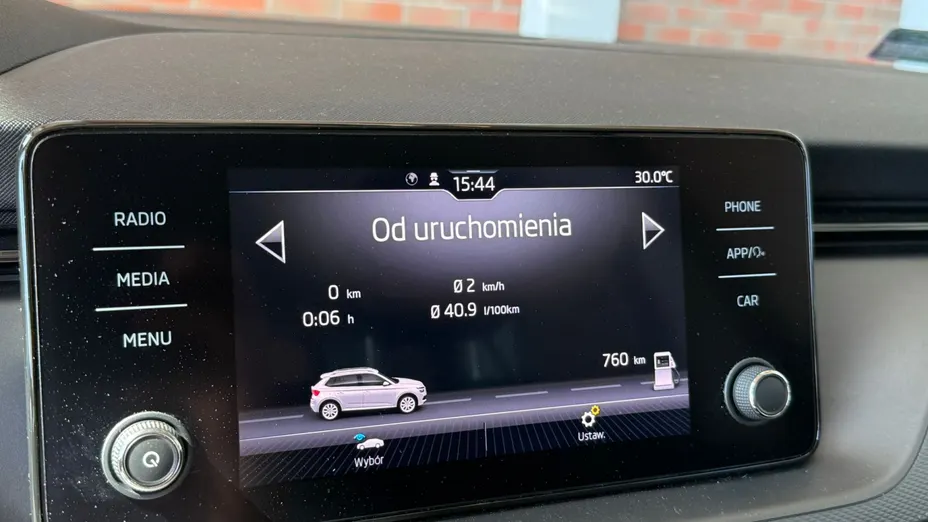 15:44
30.0°C
RADIO
MEDIA
MENU
Od uruchomienia
0 km
Ø 2 km/h
0:06 h
Ø 40.9 l/100km
760 km
Wybór
Ustaw.
PHONE
APP/
CAR